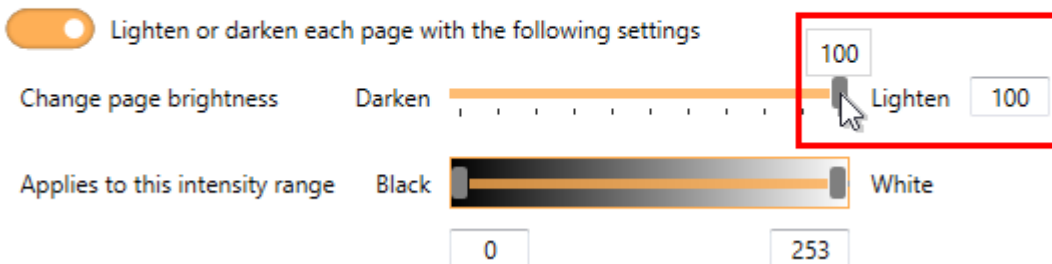 Lighten or darken each page with the following settings
100
Change page brightness Darken Lighten 100
Applies to this intensity range Black White
0 253